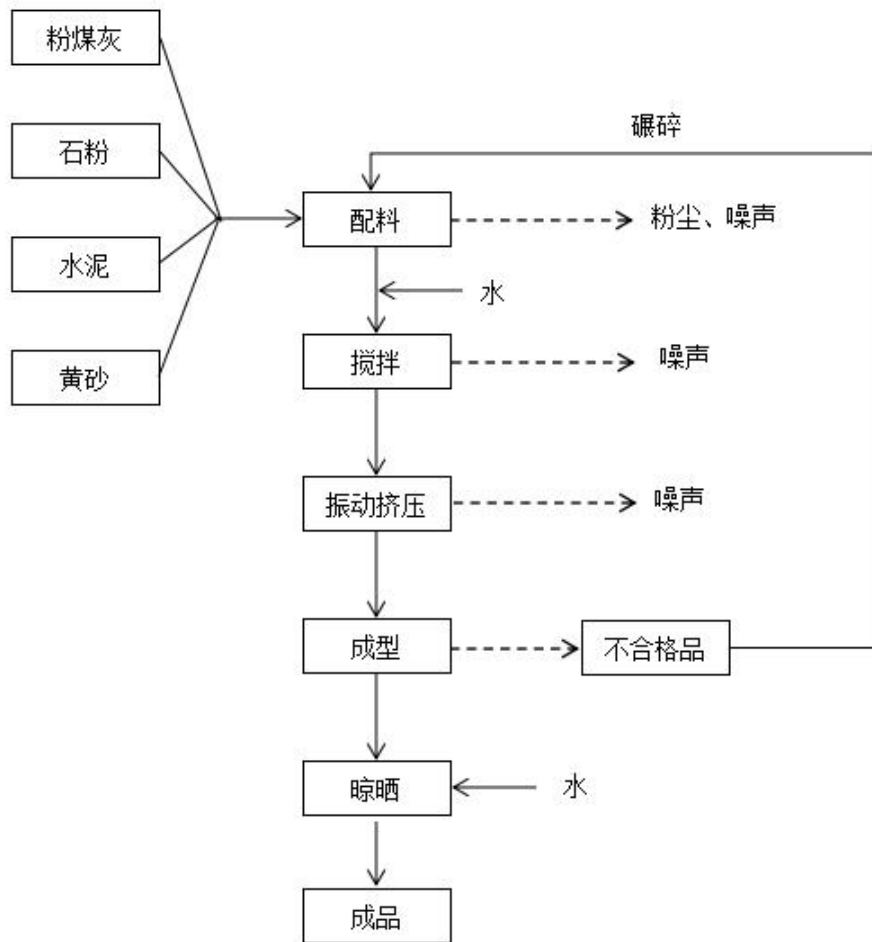 粉煤灰
碾碎
石粉
配料
粉尘、噪声
水泥
水
搅拌
噪声
黄砂
振动挤压
噪声
成型
不合格品
晾晒
水
成品